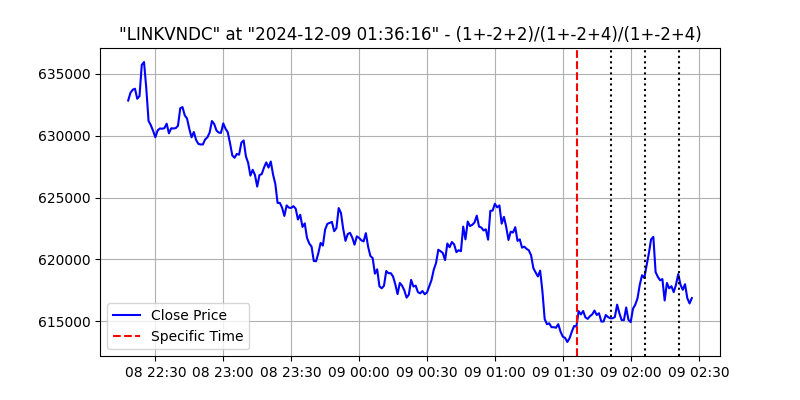 "LINKVNDC" at "2024-12-09 01:36:16" - (1+-2+2)/(1+-2+4)/(1+-2+4)
635000
630000
625000
620000
615000
Close Price
Specific Time
08 22:30 08 23:00 08 23:30 09 00:00 09 00:30 09 01:00 09 01:30 09 02:00 09 02:30